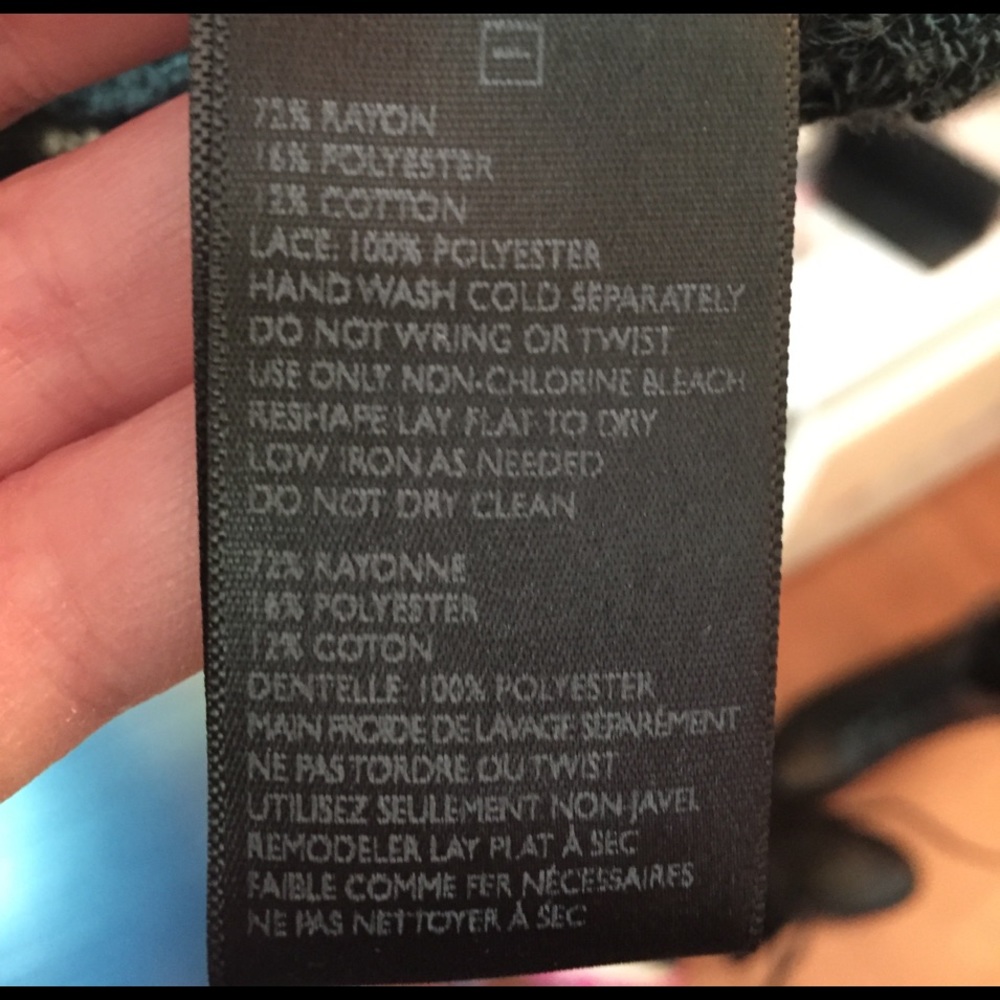 72% RAYON
16% POLYESTER
12% COTTON
LACE: 100% POLYESTER
HAND WASH COLD SEPARATELY
DO NOT WRING OR TWIST
USE ONLY NON-CHLORINE BLEACH
RESHAPE LAY FLAT TO DRY
LOW IRON AS NEEDED
DO NOT DRY CLEAN
72% RAYONNE
16% POLYESTER
12% COTON
DENTELLE: 100% POLYESTER
MAIN FROIDE DE LAVAGE SÉPARÉMENT
NE PAS TORDRE OU TWIST
UTILISEZ SEULEMENT NON-JAVEL
REMODELER LAY PLAT À SEC
FAIBLE COMME FER NÉCESSAIRES
NE PAS NETTOYER À SEC